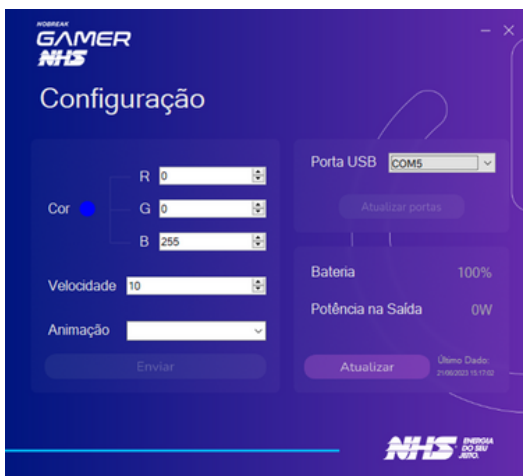 NOBREAK
GAMER
NHS
Configuração
Cor
R 0
G 0
B 255
Velocidade 10
Animação
Enviar
Porta USB COM5
Atualizar portas
Bateria 100%
Potência na Saída 0W
Atualizar
Último Dado:
21/06/2023 15:17:02
NHS
ENERGIA
DO SEU
JEITO.